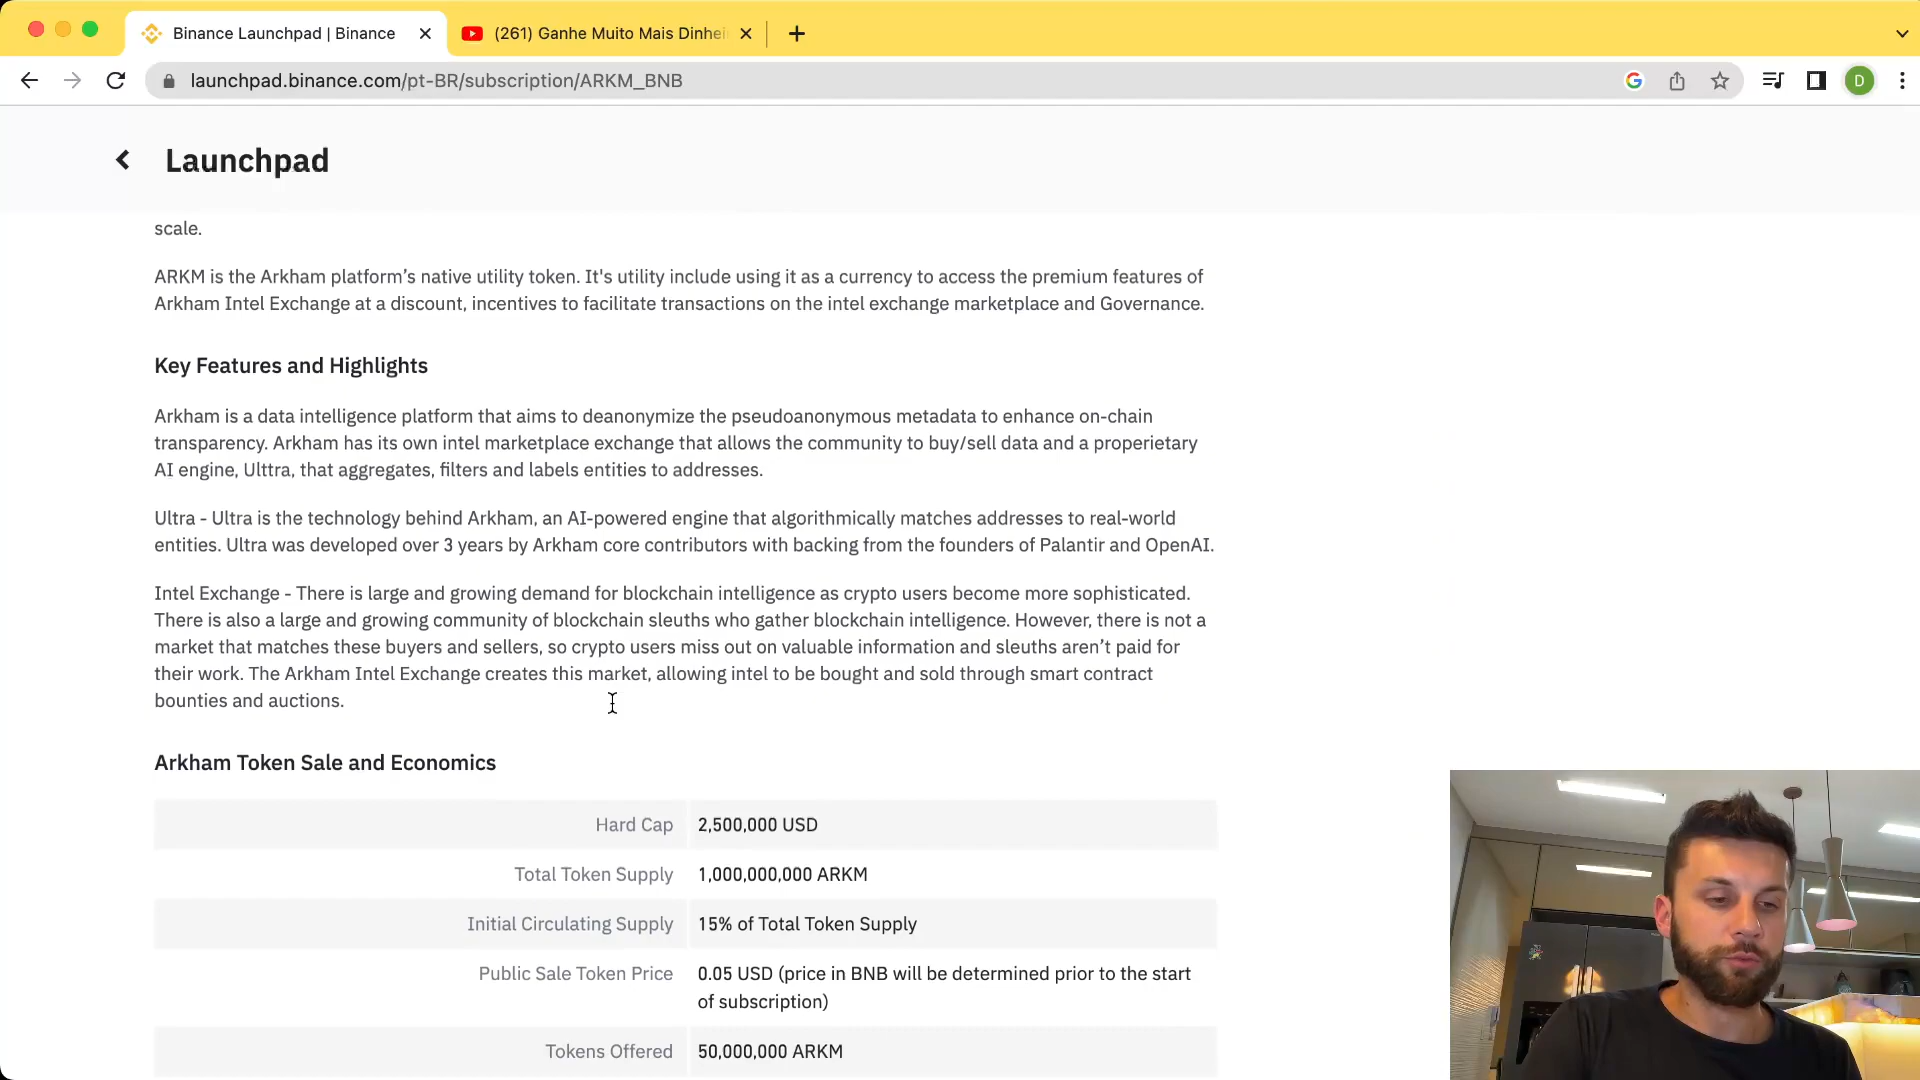 Binance Launchpad | Binance
(261) Ganhe Muito Mais Dinhei
launchpad.binance.com/pt-BR/subscription/ARKM_BNB
D
Launchpad
scale.
ARKM is the Arkham platform’s native utility token. It's utility include using it as a currency to access the premium features of
Arkham Intel Exchange at a discount, incentives to facilitate transactions on the intel exchange marketplace and Governance.
Key Features and Highlights
Arkham is a data intelligence platform that aims to deanonymize the pseudoanonymous metadata to enhance on-chain
transparency. Arkham has its own intel marketplace exchange that allows the community to buy/sell data and a properietary
AI engine, Ulttra, that aggregates, filters and labels entities to addresses.
Ultra - Ultra is the technology behind Arkham, an AI-powered engine that algorithmically matches addresses to real-world
entities. Ultra was developed over 3 years by Arkham core contributors with backing from the founders of Palantir and OpenAI.
Intel Exchange - There is large and growing demand for blockchain intelligence as crypto users become more sophisticated.
There is also a large and growing community of blockchain sleuths who gather blockchain intelligence. However, there is not a
market that matches these buyers and sellers, so crypto users miss out on valuable information and sleuths aren’t paid for
their work. The Arkham Intel Exchange creates this market, allowing intel to be bought and sold through smart contract
bounties and auctions.
Arkham Token Sale and Economics
Hard Cap 2,500,000 USD
Total Token Supply 1,000,000,000 ARKM
Initial Circulating Supply 15% of Total Token Supply
Public Sale Token Price 0.05 USD (price in BNB will be determined prior to the start
of subscription)
Tokens Offered 50,000,000 ARKM